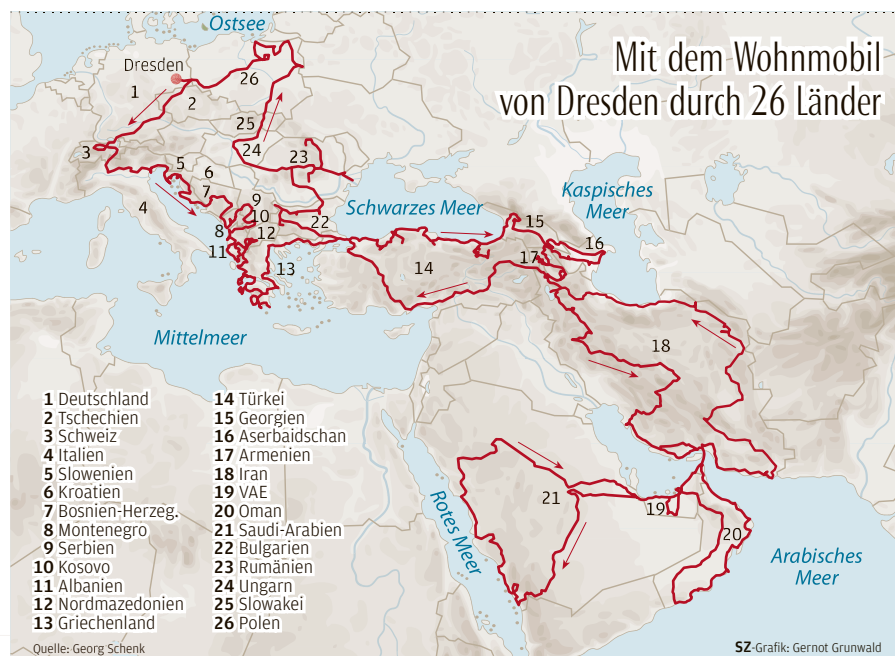 Mit dem Wohnmobil
von Dresden durch 26 Länder
Ostsee
Dresden
1
2
26
25
24
23
3
5
6
7
4
9
10
8
12
11
22
13
Schwarzes Meer
Kaspisches
Meer
15
16
17
14
Mittelmeer
18
21
19
20
Rotes Meer
Arabisches
Meer
1 Deutschland
2 Tschechien
3 Schweiz
4 Italien
5 Slowenien
6 Kroatien
7 Bosnien-Herzeg.
8 Montenegro
9 Serbien
10 Kosovo
11 Albanien
12 Nordmazedonien
13 Griechenland
14 Türkei
15 Georgien
16 Aserbaidschan
17 Armenien
18 Iran
19 VAE
20 Oman
21 Saudi-Arabien
22 Bulgarien
23 Rumänien
24 Ungarn
25 Slowakei
26 Polen
Quelle: Georg Schenk
SZ-Grafik: Gernot Grunwald